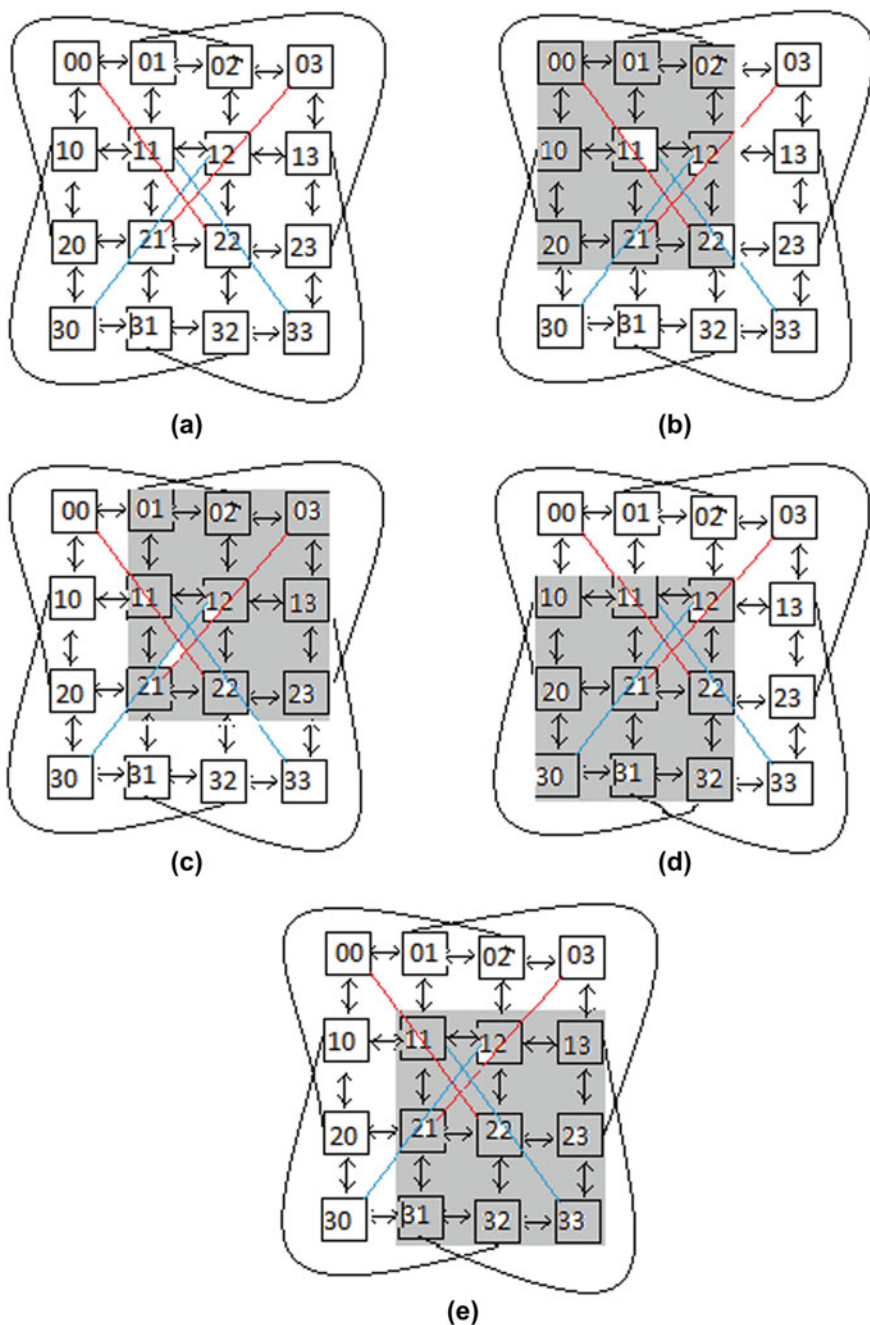 00 01 02 03 00 01 02 03
10 11 12 13 10 11 12 13
20 21 22 23 20 21 22 23
30 31 32 33 30 31 32 33
(a) (b)
00 01 02 03 00 01 02 03
10 11 12 13 10 11 12 13
20 21 22 23 20 21 22 23
30 31 32 33 30 31 32 33
(c) (d)
00 01 02 03
10 11 12 13
20 21 22 23
30 31 32 33
(e)